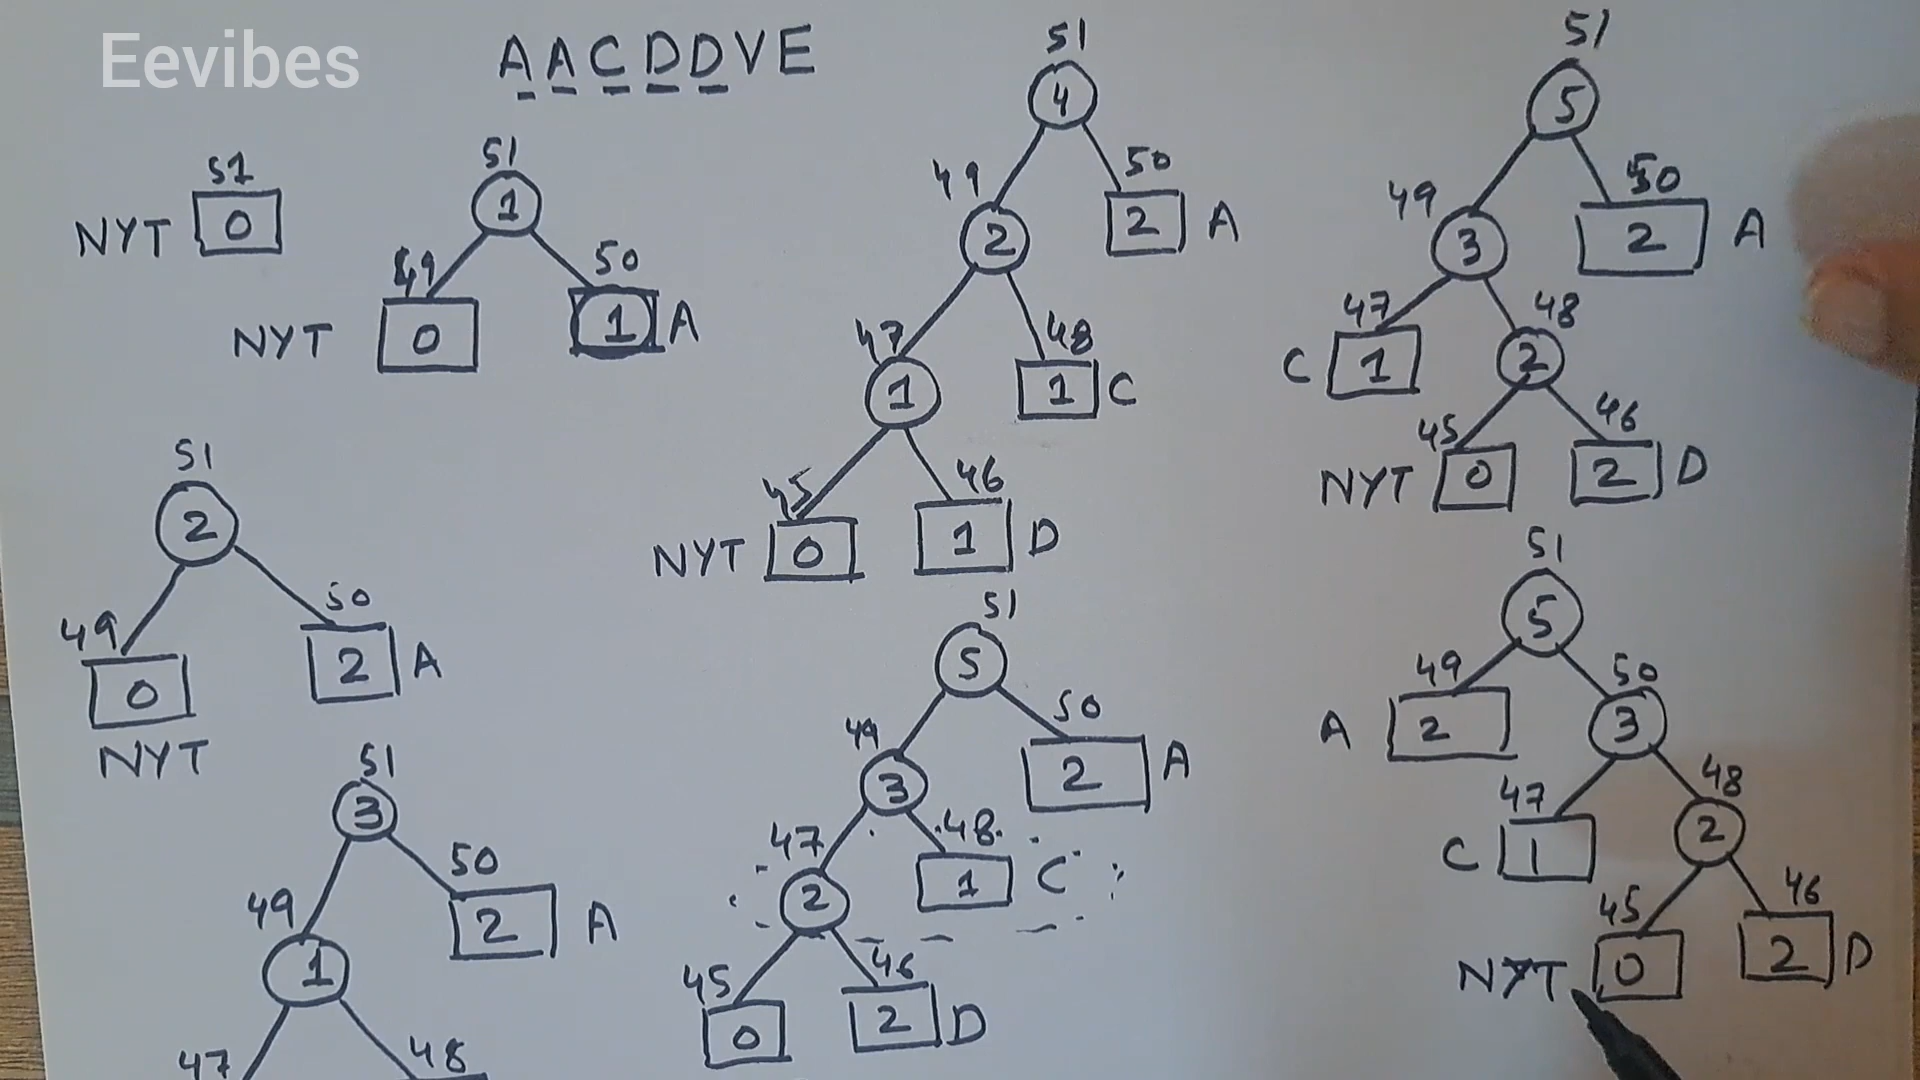 Eevibes
AACDDVE
51
NYT 0
51
1
49 50
NYT 0 1 A
51
2
49 50
0 2 A
NYT
51
3
50
49 2 A
1
47 48
51
4
49 50
2 2 A
47 48
1 1 C
45 46
NYT 0 1 D
51
5
49 50
3 2 A
47 48
2 1 C
45 46
0 2 D
51
5
49 50
3 2 A
47 48
C 1 2
45 46
NYT 0 2 D
51
5
49 50
A 2 3
47 48
C 1 2
45 46
NYT 0 2 D